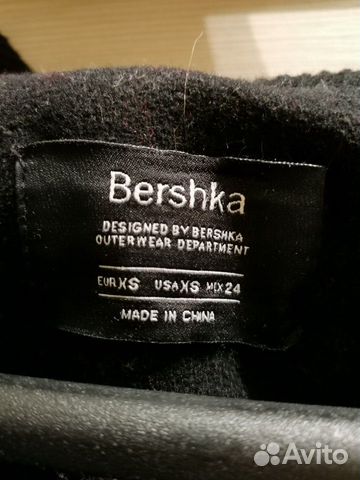 Bershka
DESIGNED BY BERSHKA
OUTERWEAR DEPARTMENT
EUR XS USA XS MEX 24
MADE IN CHINA
Avito